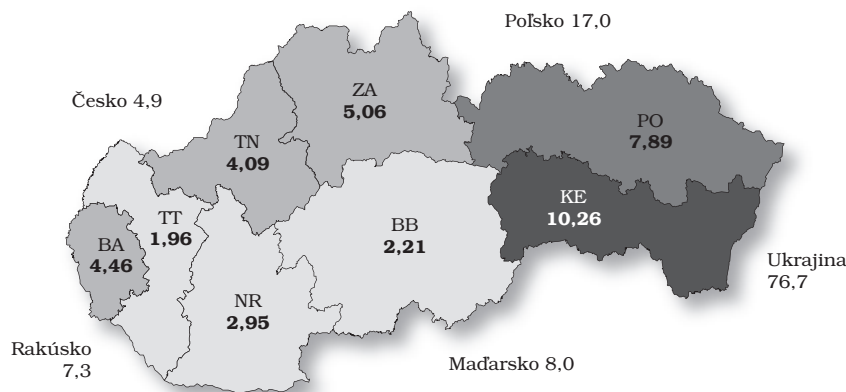 Poľsko 17,0
ZA
5,06
Česko 4,9
PO
7,89
TN
4,09
KE
10,26
TT
1,96
BB
2,21
BA
4,46
Ukrajina
76,7
NR
2,95
Rakúsko
7,3
Maďarsko 8,0